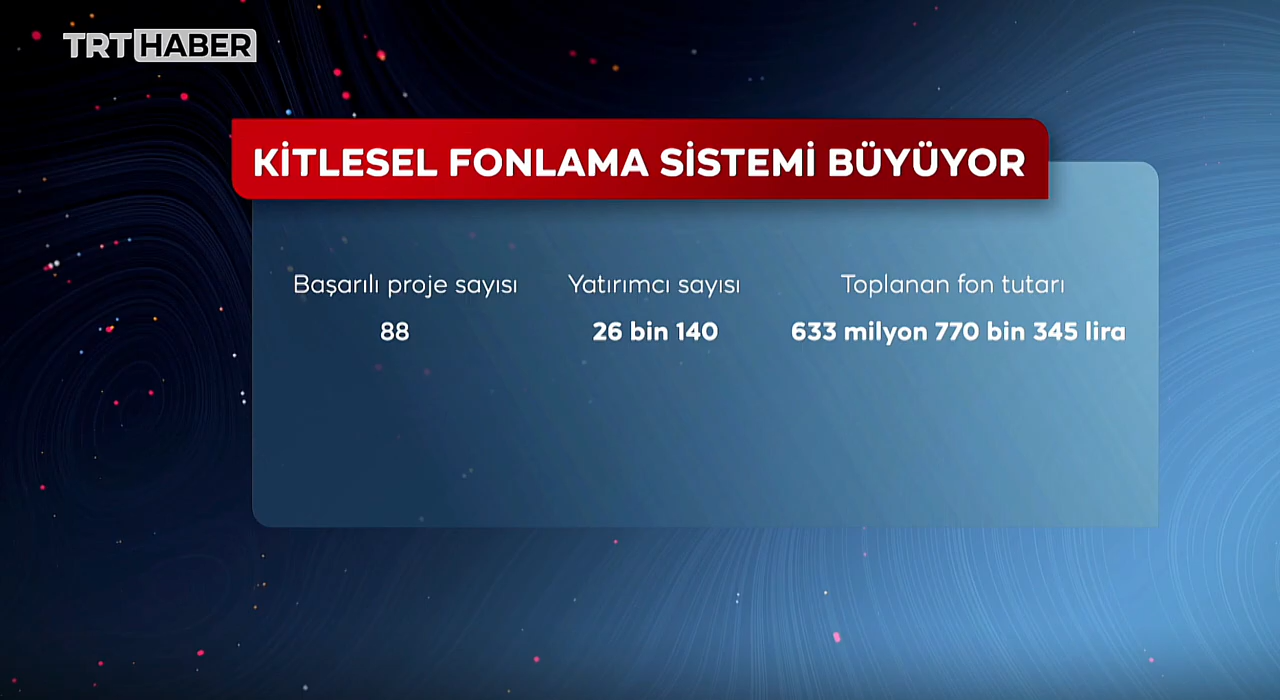 TRT HABER
KİTLESEL FONLAMA SİSTEMİ BÜYÜYOR
Başarılı proje sayısı Yatırımcı sayısı Toplanan fon tutarı
88 26 bin 140 633 milyon 770 bin 345 lira